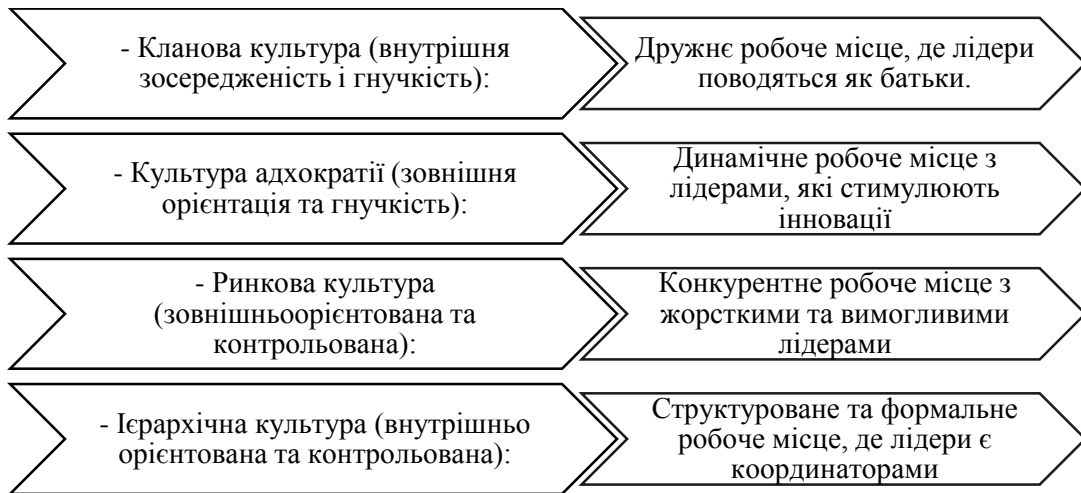 - Кланова культура (внутрішня
зосередженість і гнучкість):
Дружнє робоче місце, де лідери
поводяться як батьки.
- Культура адхократії (зовнішня
орієнтація та гнучкість):
Динамічне робоче місце з
лідерами, які стимулюють
інновації
- Ринкова культура
(зовнішньоорієнтована та
контрольована):
Конкурентне робоче місце з
жорсткими та вимогливими
лідерами
- Ієрархічна культура (внутрішньо
орієнтована та контрольована):
Структуроване та формальне
робоче місце, де лідери є
координаторами